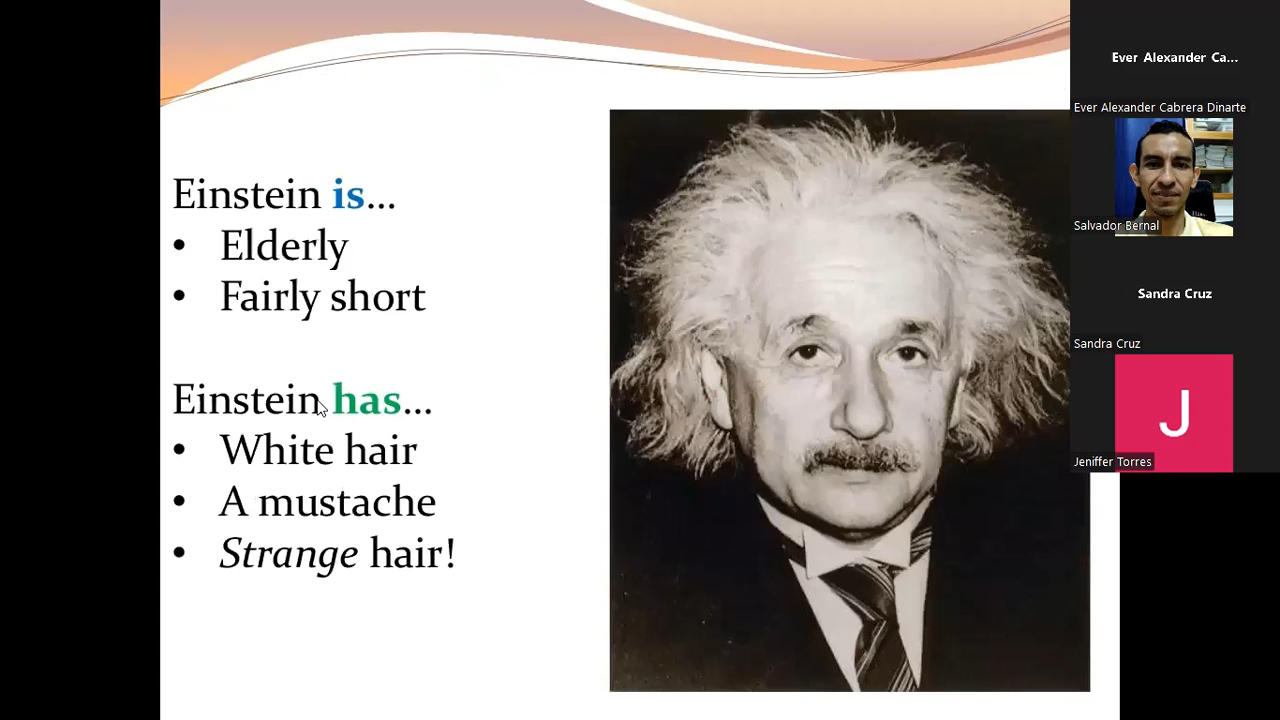 Einstein is...
• Elderly
• Fairly short
Einstein has...
• White hair
• A mustache
• Strange hair!
Ever Alexander Ca...
Ever Alexander Cabrera Dinarte
Salvador Bernal
Sandra Cruz
Sandra Cruz
J
Jeniffer Torres